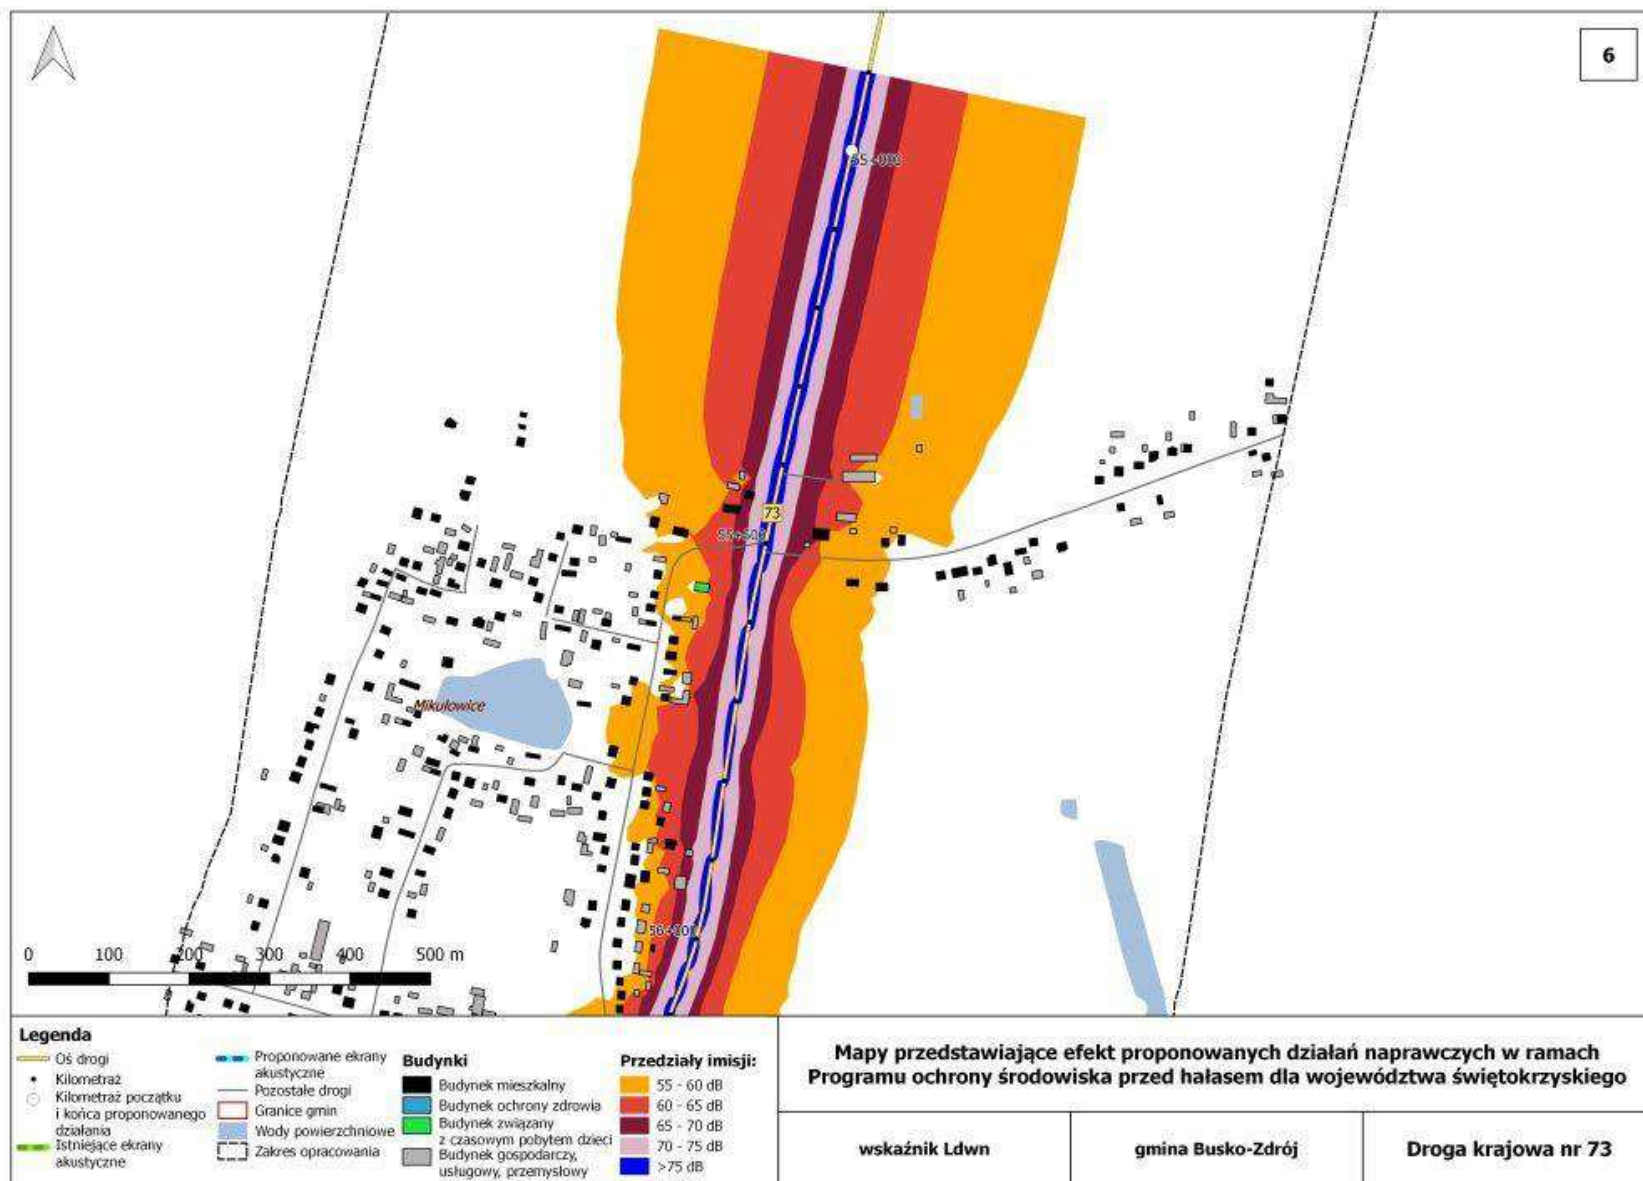 6
55+000
73
55+510
Mikułowice
56+100
0 100 200 300 400 500 m
Legenda
Oś drogi
Kilometraż
Kilometraż początku
i końca proponowanego
działania
Istniejące ekrany
akustyczne
Proponowane ekrany
akustyczne
Pozostałe drogi
Granice gmin
Wody powierzchniowe
Zakres opracowania
Budynki
Budynek mieszkalny
Budynek ochrony zdrowia
Budynek związany
z czasowym pobytem dzieci
Budynek gospodarczy,
usługowy, przemysłowy
Przedziały imisji:
55 - 60 dB
60 - 65 dB
65 - 70 dB
70 - 75 dB
>75 dB
Mapy przedstawiające efekt proponowanych działań naprawczych w ramach
Programu ochrony środowiska przed hałasem dla województwa świętokrzyskiego
wskaźnik Ldwn
gmina Busko-Zdrój
Droga krajowa nr 73